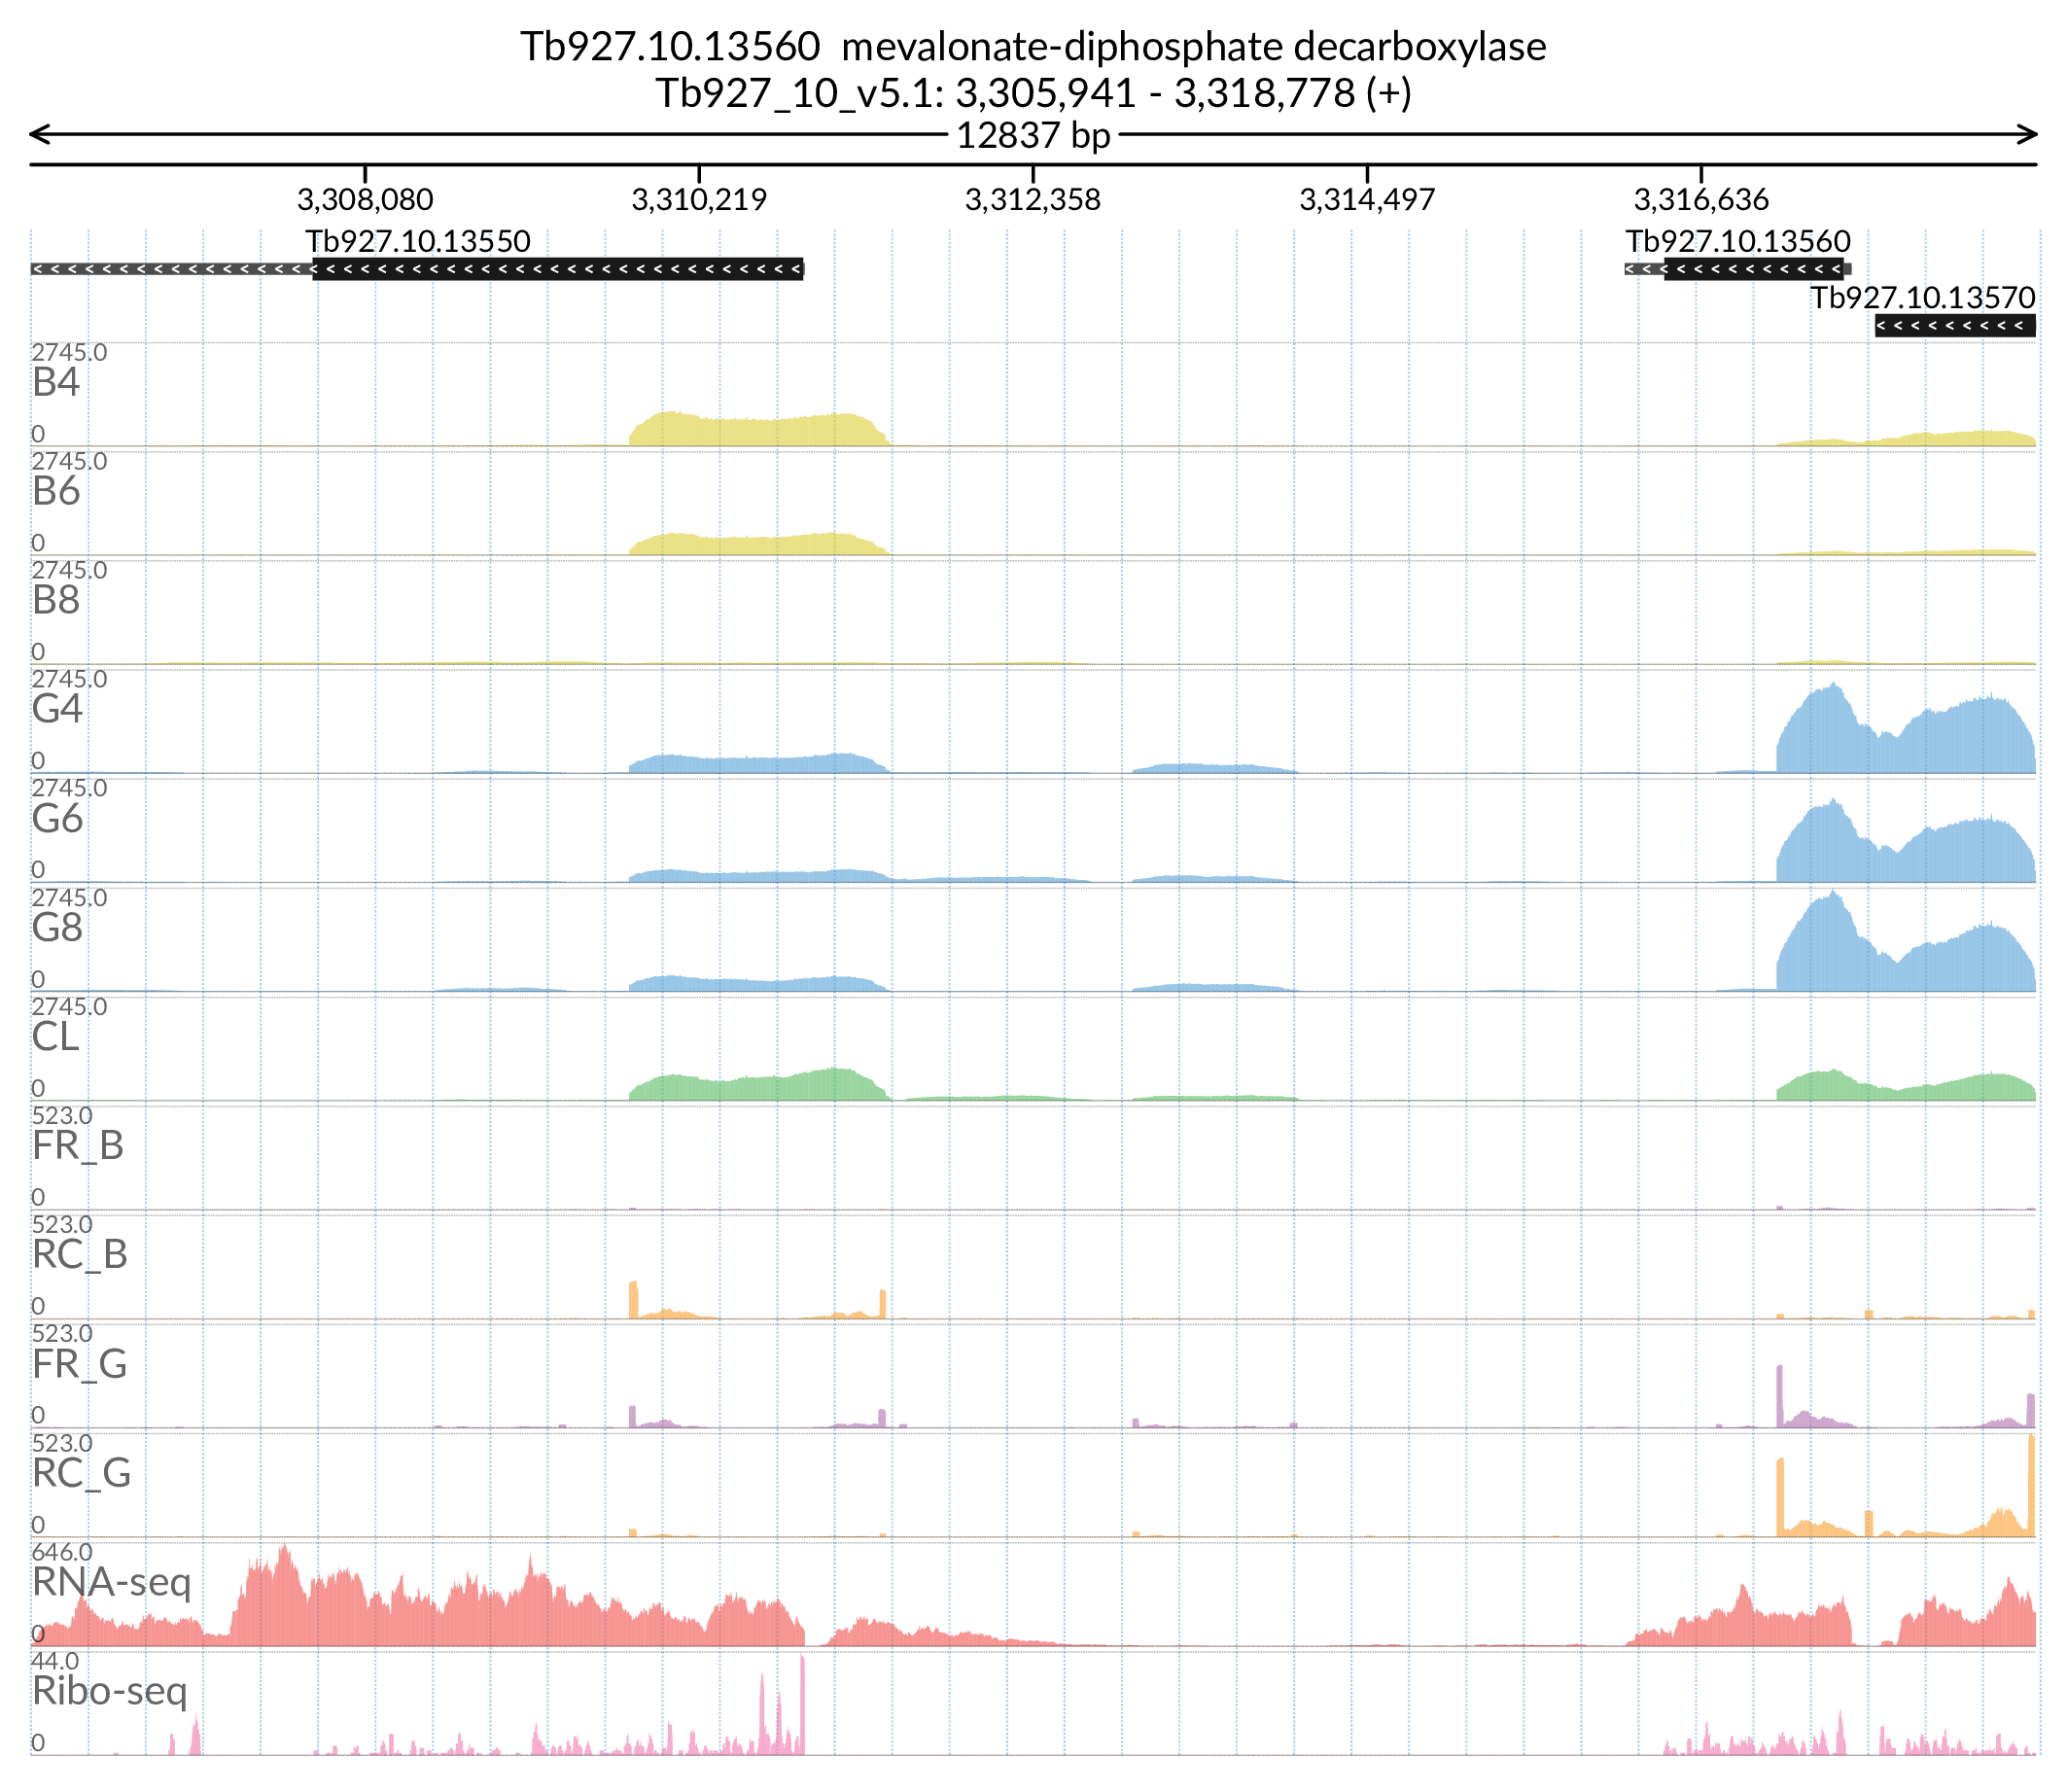 Tb927.10.13560  mevalonate-diphosphate decarboxylase
Tb927_10_v5.1: 3,305,941 - 3,318,778 (+)
12837 bp
3,308,080 3,310,219 3,312,358 3,314,497 3,316,636
Tb927.10.13550 Tb927.10.13560
Tb927.10.13570
2745.0
B4
0
2745.0
B6
0
2745.0
B8
0
2745.0
G4
0
2745.0
G6
0
2745.0
G8
0
2745.0
CL
0
523.0
FR_B
0
523.0
RC_B
0
523.0
FR_G
0
523.0
RC_G
0
646.0
RNA-seq
0
44.0
Ribo-seq
0